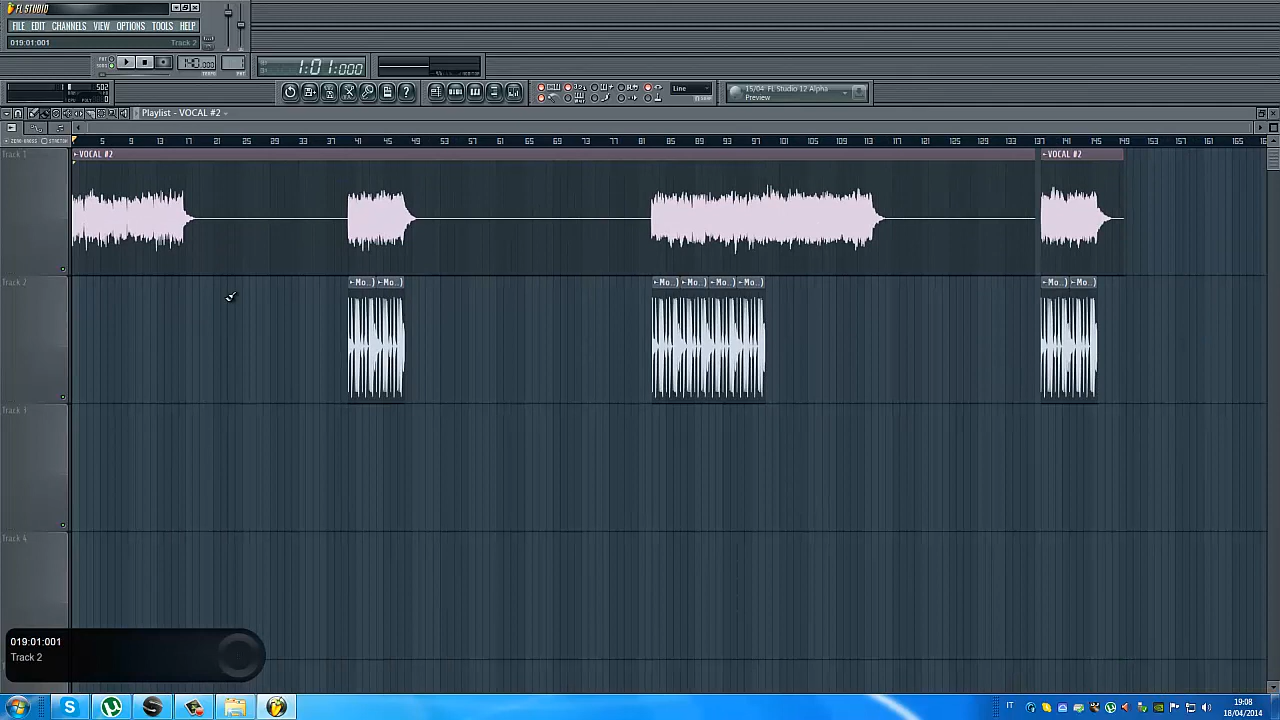 FL STUDIO
FILE EDIT CHANNELS VIEW OPTIONS TOOLS HELP
019:01:001 Track 2
1:01:000
502
Line
15/04 FL Studio 12 Alpha
Preview
Playlist - VOCAL #2
5 9 13 17 21 25 29 33 37 41 45 49 53 57 61 65 69 73 77 81 85 89 93 97 101 105 109 113 117 121 125 129 133 137 141 145 149 153 157 161 165
Track 1
VOCAL #2 VOCAL #2
Track 2
Mo..) Mo..) Mo..) Mo..) Mo..) Mo..) Mo..) Mo..)
Track 3
Track 4
019:01:001
Track 2
IT
19:08
18/04/2014